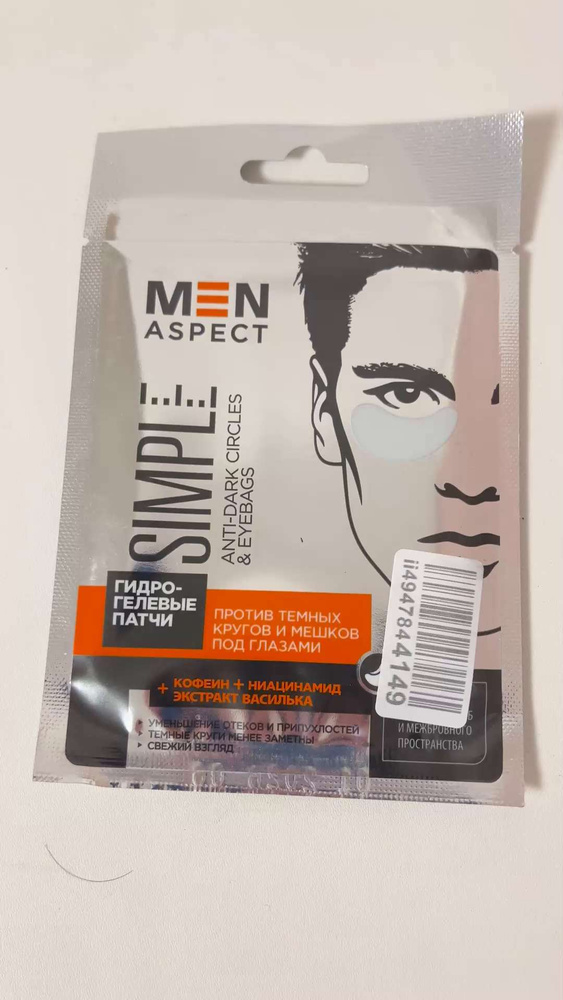 MEN
ASPECT
SIMPLE
ANTI-DARK CIRCLES
& EYEBAGS
ГИДРО-
ГЕЛЕВЫЕ
ПАТЧИ
ПРОТИВ ТЕМНЫХ
КРУГОВ И МЕШКОВ
ПОД ГЛАЗАМИ
+ КОФЕИН + НИАЦИНАМИД
ЭКСТРАКТ ВАСИЛЬКА
УМЕНЬШЕНИЕ ОТЕКОВ И ПРИПУХЛОСТЕЙ
ТЕМНЫЕ КРУГИ МЕНЕЕ ЗАМЕТНЫ
СВЕЖИЙ ВЗГЛЯД
ii4947844149
И МЕЖБРОВНОГО
ПРОСТРАНСТВА